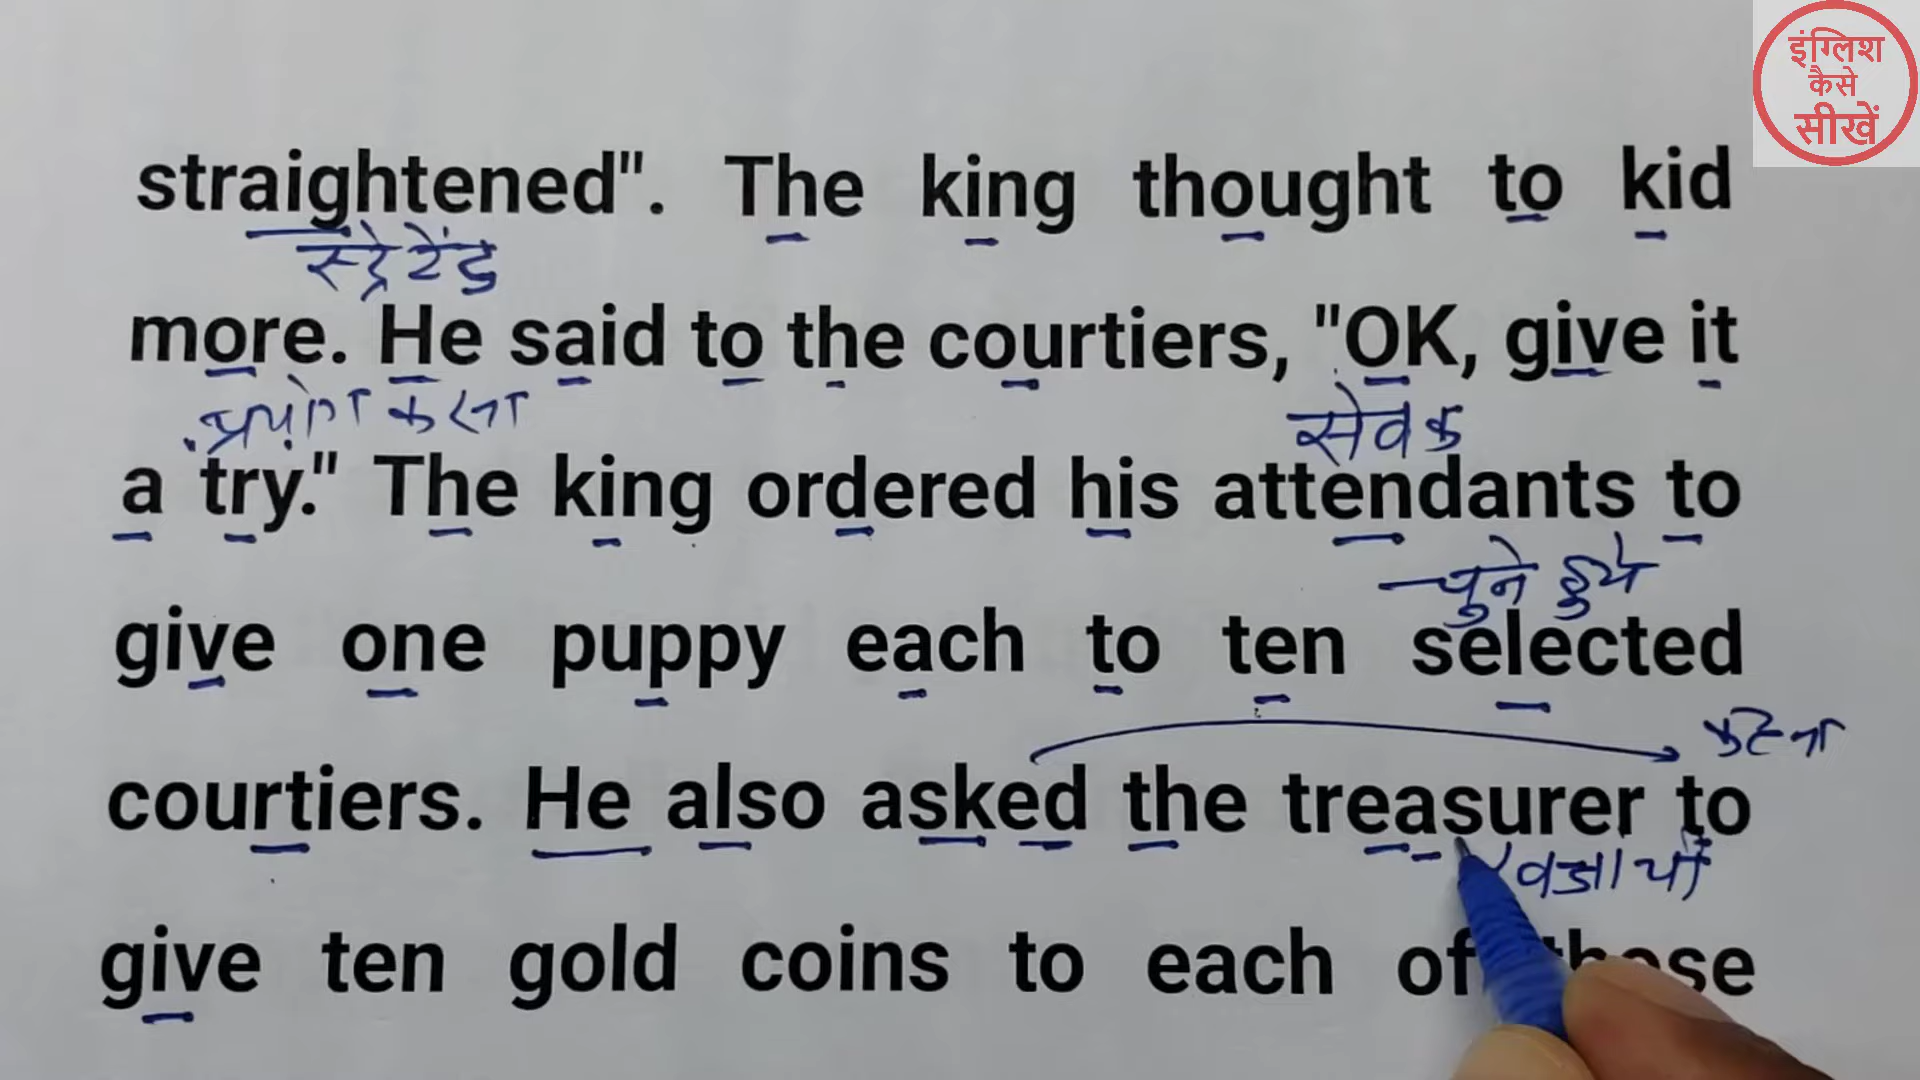 इंग्लिश
कैसे
सीखें
straightened". The king thought to kid
स्ट्रेटेंड
more. He said to the courtiers, "OK, give it
प्रयोग करना सेवक
a try." The king ordered his attendants to
चुने हुये
give one puppy each to ten selected
कहना
courtiers. He also asked the treasurer to
give ten gold coins to each of those